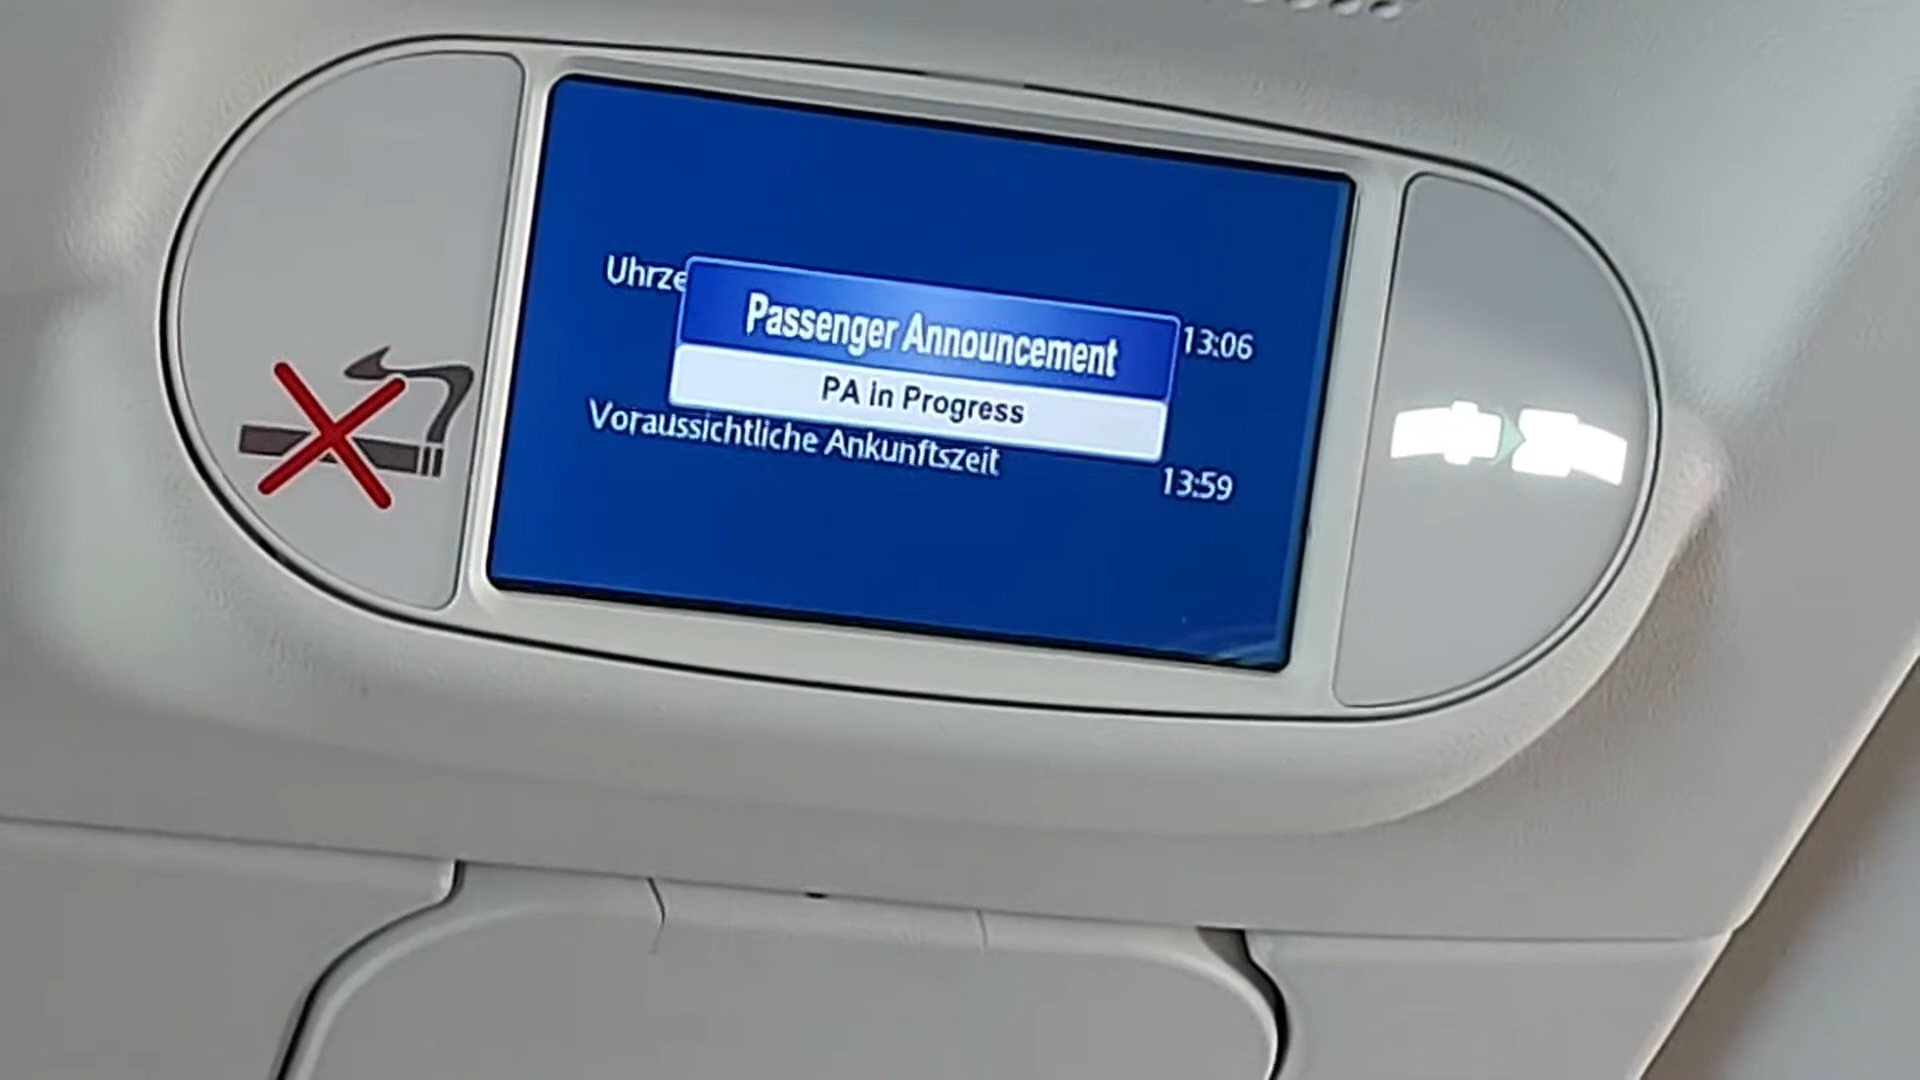 Uhrze
13:06
Passenger Announcement
PA in Progress
Voraussichtliche Ankunftszeit
13:59